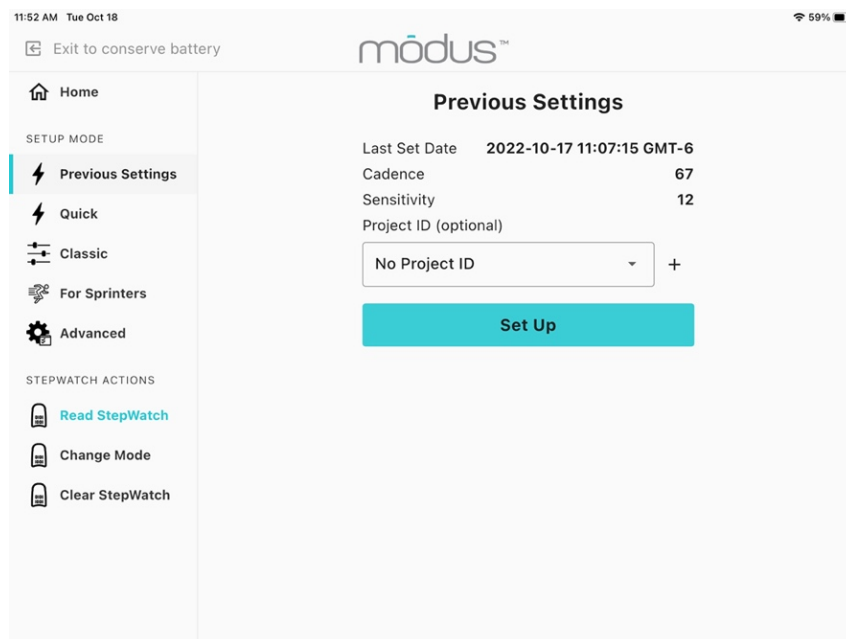 11:52 AM Tue Oct 18
59%
Exit to conserve battery
mōdus™
Home
SETUP MODE
Previous Settings
Quick
Classic
For Sprinters
Advanced
STEPWATCH ACTIONS
Read StepWatch
Change Mode
Clear StepWatch
Previous Settings
Last Set Date 2022-10-17 11:07:15 GMT-6
Cadence 67
Sensitivity 12
Project ID (optional)
No Project ID
+
Set Up